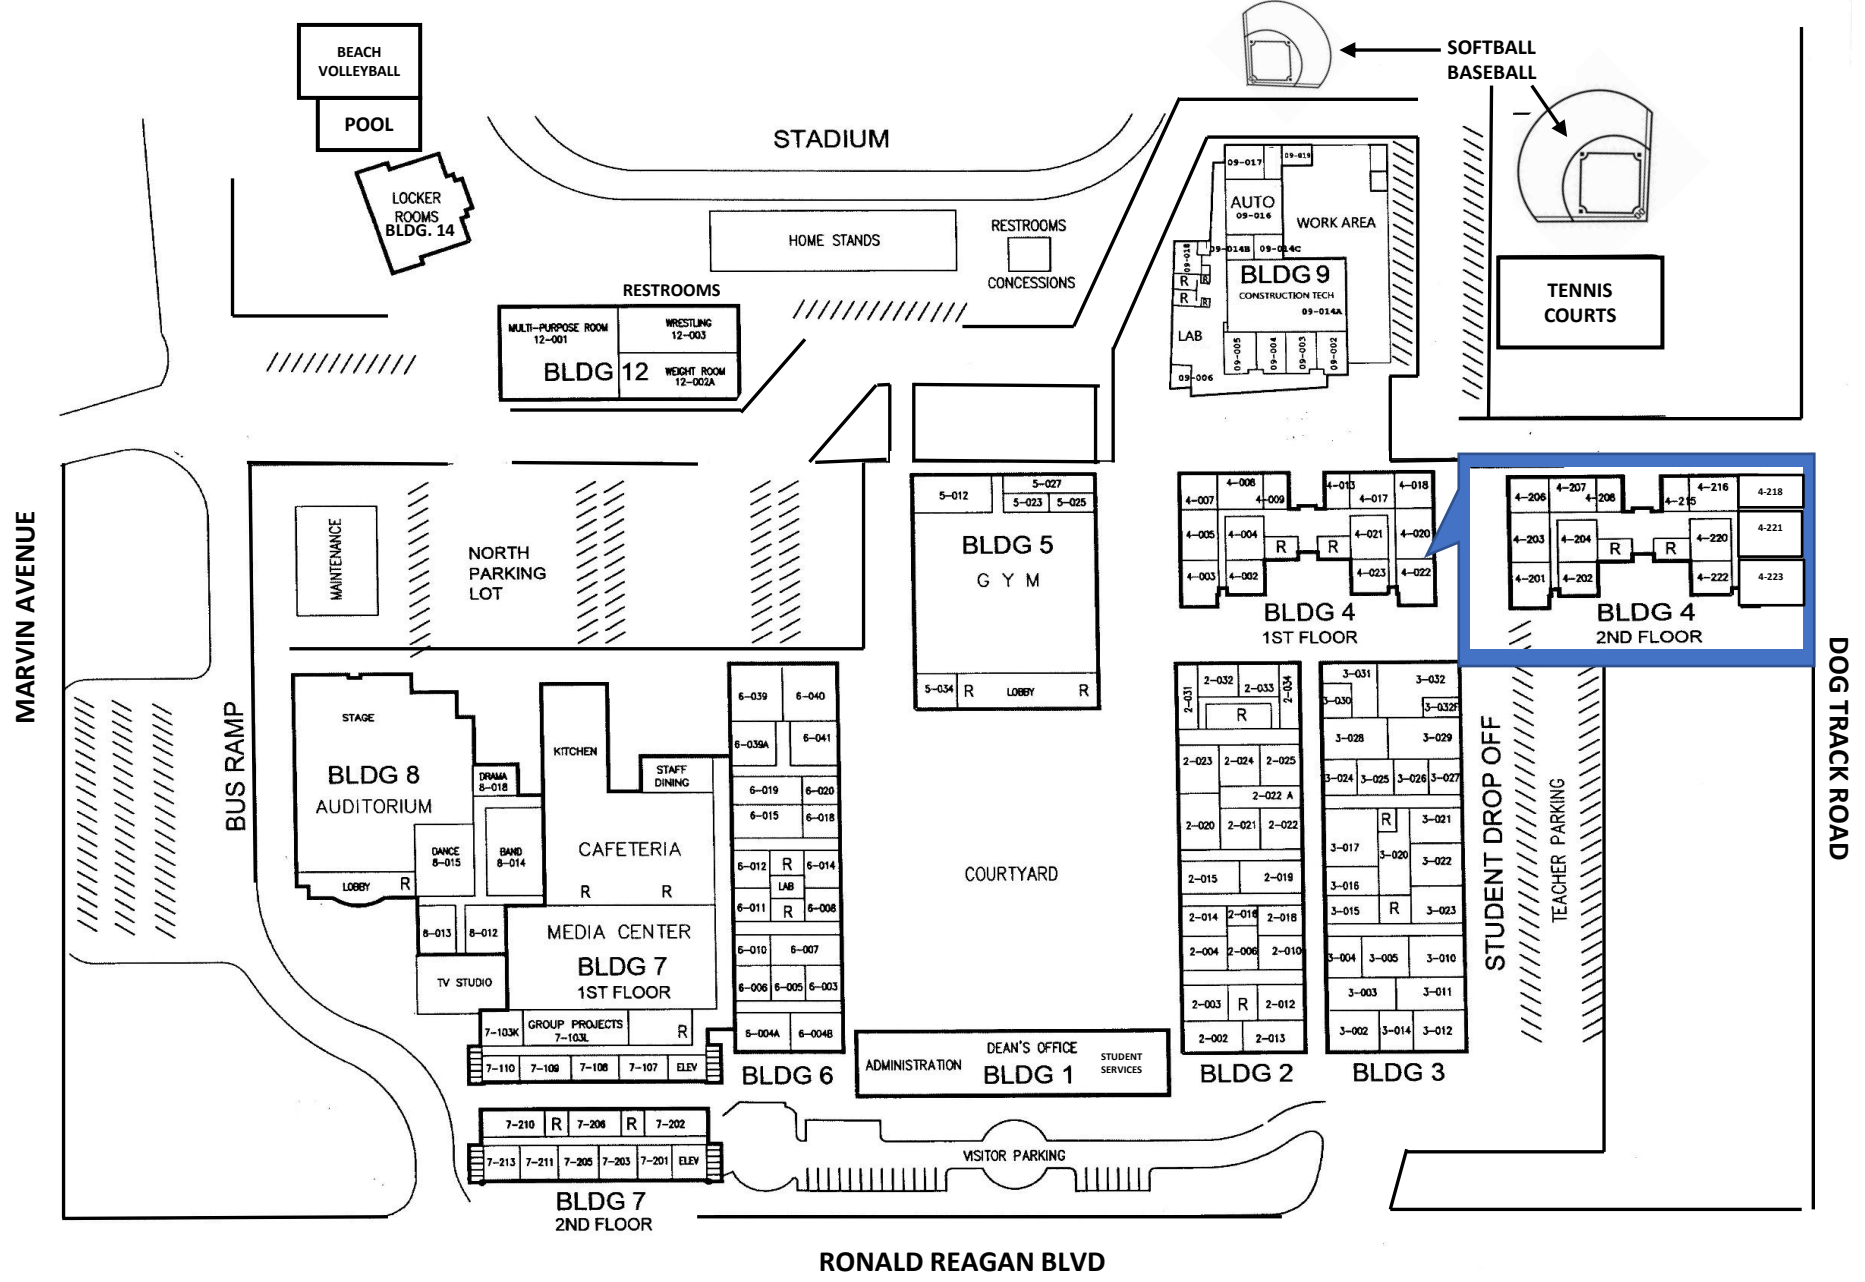 BEACH
VOLLEYBALL
POOL
LOCKER
ROOMS
BLDG. 14
STADIUM
HOME STANDS
RESTROOMS
CONCESSIONS
SOFTBALL
BASEBALL
TENNIS
COURTS
RESTROOMS
MULTI-PURPOSE ROOM
12-001
WRESTLING
12-003
BLDG 12
WEIGHT ROOM
12-002A
09-017
09-019
AUTO
09-016
WORK AREA
09-018
09-014B
09-014C
R
R
R
R
BLDG 9
CONSTRUCTION TECH
09-014A
LAB
09-005
09-004
09-003
09-002
09-006
MARVIN AVENUE
MAINTENANCE
NORTH
PARKING
LOT
5-012
5-027
5-023
5-025
BLDG 5
GYM
5-034
R
LOBBY
R
4-007
4-008
4-009
4-013
4-017
4-018
4-005
4-004
R
R
4-021
4-020
4-003
4-002
4-023
4-022
BLDG 4
1ST FLOOR
4-206
4-207
4-208
4-215
4-216
4-218
4-203
4-204
R
R
4-220
4-221
4-201
4-202
4-222
4-223
BLDG 4
2ND FLOOR
DOG TRACK ROAD
BUS RAMP
STAGE
BLDG 8
AUDITORIUM
LOBBY
R
DRAMA
8-018
DANCE
8-015
BAND
8-014
8-013
8-012
TV STUDIO
KITCHEN
STAFF
DINING
CAFETERIA
R
R
MEDIA CENTER
BLDG 7
1ST FLOOR
7-103K
GROUP PROJECTS
7-103L
R
7-110
7-109
7-108
7-107
ELEV
7-210
R
7-206
R
7-202
7-213
7-211
7-205
7-203
7-201
ELEV
BLDG 7
2ND FLOOR
6-039
6-040
6-039A
6-041
6-019
6-020
6-015
6-018
6-012
R
6-014
LAB
6-011
R
6-008
6-010
6-007
6-006
6-005
6-003
6-004A
6-004B
BLDG 6
COURTYARD
ADMINISTRATION
DEAN'S OFFICE
BLDG 1
STUDENT
SERVICES
2-031
2-032
2-033
2-034
R
2-023
2-024
2-025
2-022 A
2-020
2-021
2-022
2-015
2-019
2-014
2-016
2-018
2-004
2-006
2-010
2-003
R
2-012
2-002
2-013
BLDG 2
3-031
3-032
3-030
3-032F
3-028
3-029
3-024
3-025
3-026
3-027
R
3-021
3-017
3-020
3-022
3-016
3-015
R
3-023
3-004
3-005
3-010
3-003
3-011
3-002
3-014
3-012
BLDG 3
STUDENT DROP OFF
TEACHER PARKING
VISITOR PARKING
RONALD REAGAN BLVD